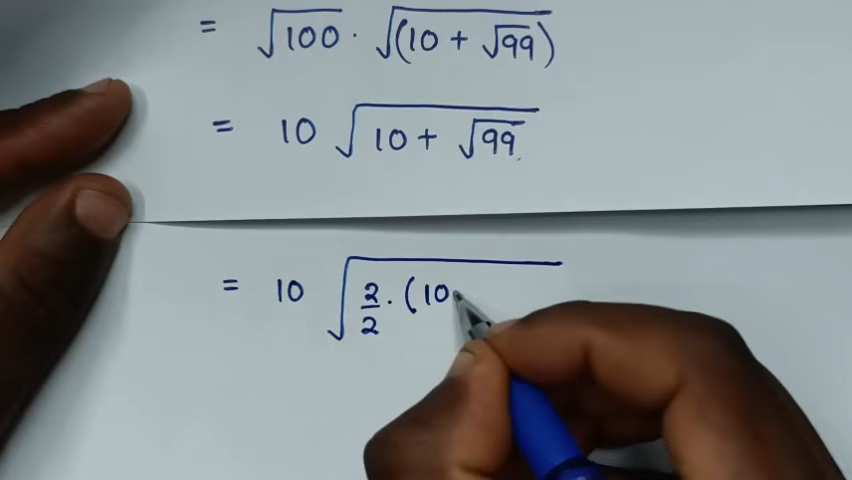 = √100 · √(10 + √99)
= 10 √10 + √99
= 10 √2/2 · (10